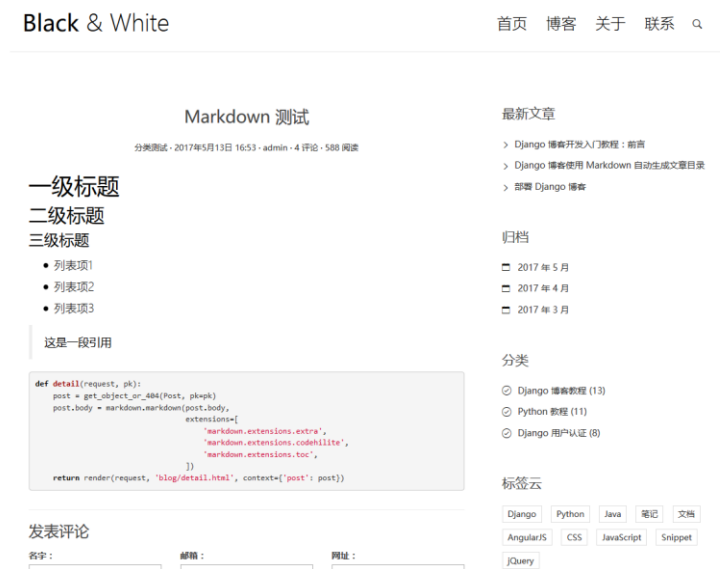 Black & White
首页 博客 关于 联系
Markdown 测试
分类测试 · 2017年5月13日 16:53 · admin · 4 评论 · 588 阅读
一级标题
二级标题
三级标题
列表项1
列表项2
列表项3
这是一段引用
def detail(request, pk):
    post = get_object_or_404(Post, pk=pk)
    post.body = markdown.markdown(post.body,
                                  extensions=[
                                      'markdown.extensions.extra',
                                      'markdown.extensions.codehilite',
                                      'markdown.extensions.toc',
                                  ])
    return render(request, 'blog/detail.html', context={'post': post})
发表评论
名字： 邮箱： 网址：
最新文章
Django 博客开发入门教程：前言
Django 博客使用 Markdown 自动生成文章目录
部署 Django 博客
归档
2017 年 5 月
2017 年 4 月
2017 年 3 月
分类
Django 博客教程 (13)
Python 教程 (11)
Django 用户认证 (8)
标签云
Django Python Java 笔记 文档
AngularJS CSS JavaScript Snippet
jQuery